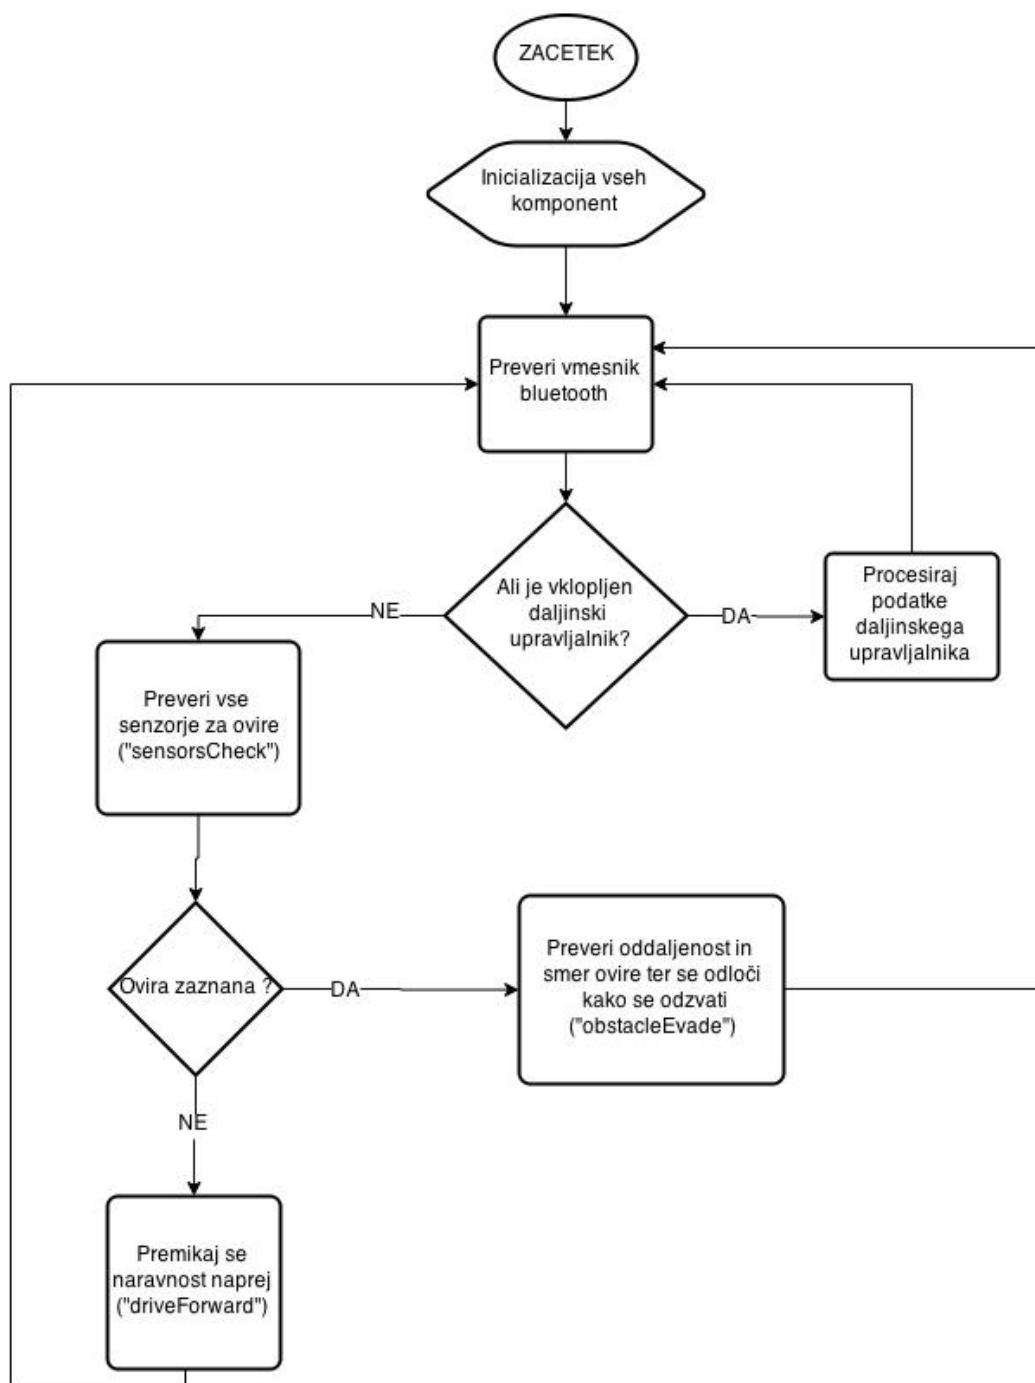 ZACETEK
Inicializacija vseh
komponent
Preveri vmesnik
bluetooth
Ali je vklopljen
daljinski
upravljalnik?
NE
DA
Procesiraj
podatke
daljinskega
upravljalnika
Preveri vse
senzorje za ovire
("sensorsCheck")
Ovira zaznana ?
DA
Preveri oddaljenost in
smer ovire ter se odloči
kako se odzvati
("obstacleEvade")
NE
Premikaj se
naravnost naprej
("driveForward")